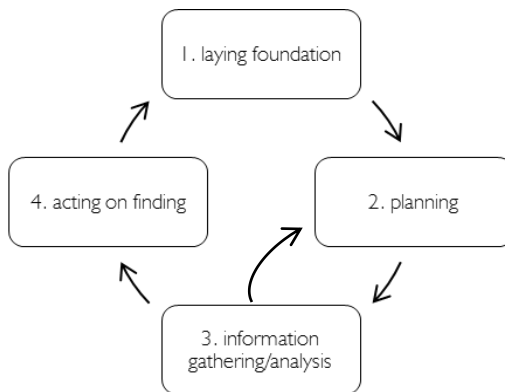 1. laying foundation
4. acting on finding
2. planning
3. information
gathering/analysis